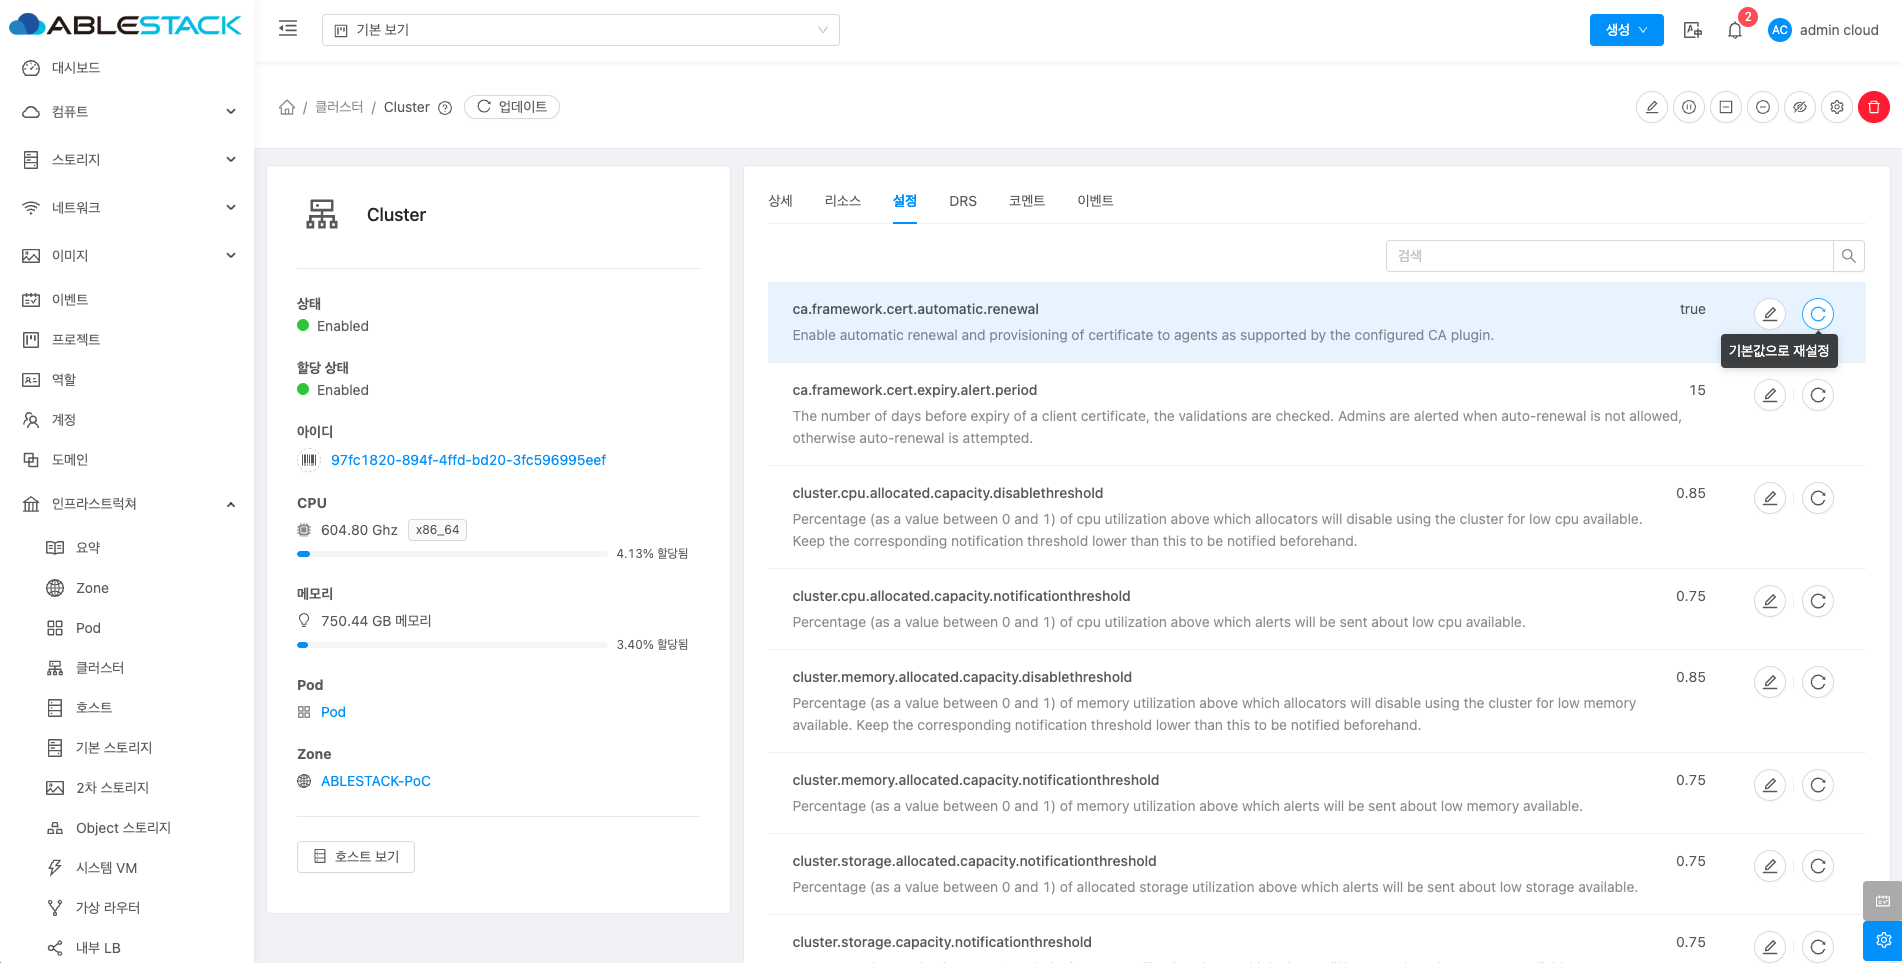 ABLESTACK
기본 보기
생성
2
AC
admin cloud
대시보드
컴퓨트
스토리지
네트워크
이미지
이벤트
프로젝트
역할
계정
도메인
인프라스트럭쳐
요약
Zone
Pod
클러스터
호스트
기본 스토리지
2차 스토리지
Object 스토리지
시스템 VM
가상 라우터
내부 LB
/ 클러스터 / Cluster
업데이트
Cluster
상태
Enabled
할당 상태
Enabled
아이디
97fc1820-894f-4ffd-bd20-3fc596995eef
CPU
604.80 Ghz x86_64
4.13% 할당됨
메모리
750.44 GB 메모리
3.40% 할당됨
Pod
Pod
Zone
ABLESTACK-PoC
호스트 보기
상세 리소스 설정 DRS 코멘트 이벤트
검색
ca.framework.cert.automatic.renewal true
Enable automatic renewal and provisioning of certificate to agents as supported by the configured CA plugin.
기본값으로 재설정
ca.framework.cert.expiry.alert.period 15
The number of days before expiry of a client certificate, the validations are checked. Admins are alerted when auto-renewal is not allowed,
otherwise auto-renewal is attempted.
cluster.cpu.allocated.capacity.disablethreshold 0.85
Percentage (as a value between 0 and 1) of cpu utilization above which allocators will disable using the cluster for low cpu available.
Keep the corresponding notification threshold lower than this to be notified beforehand.
cluster.cpu.allocated.capacity.notificationthreshold 0.75
Percentage (as a value between 0 and 1) of cpu utilization above which alerts will be sent about low cpu available.
cluster.memory.allocated.capacity.disablethreshold 0.85
Percentage (as a value between 0 and 1) of memory utilization above which allocators will disable using the cluster for low memory
available. Keep the corresponding notification threshold lower than this to be notified beforehand.
cluster.memory.allocated.capacity.notificationthreshold 0.75
Percentage (as a value between 0 and 1) of memory utilization above which alerts will be sent about low memory available.
cluster.storage.allocated.capacity.notificationthreshold 0.75
Percentage (as a value between 0 and 1) of allocated storage utilization above which alerts will be sent about low storage available.
cluster.storage.capacity.notificationthreshold 0.75